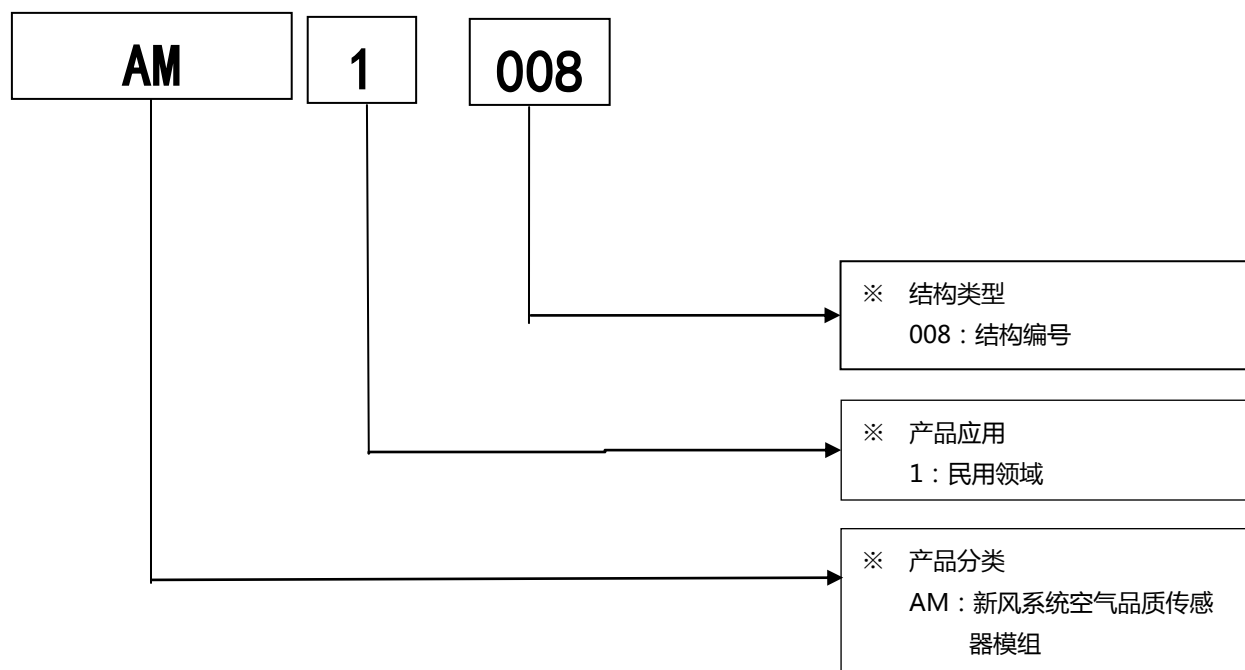 AM 1 008
※ 结构类型
008：结构编号
※ 产品应用
1：民用领域
※ 产品分类
AM：新风系统空气品质传感
器模组